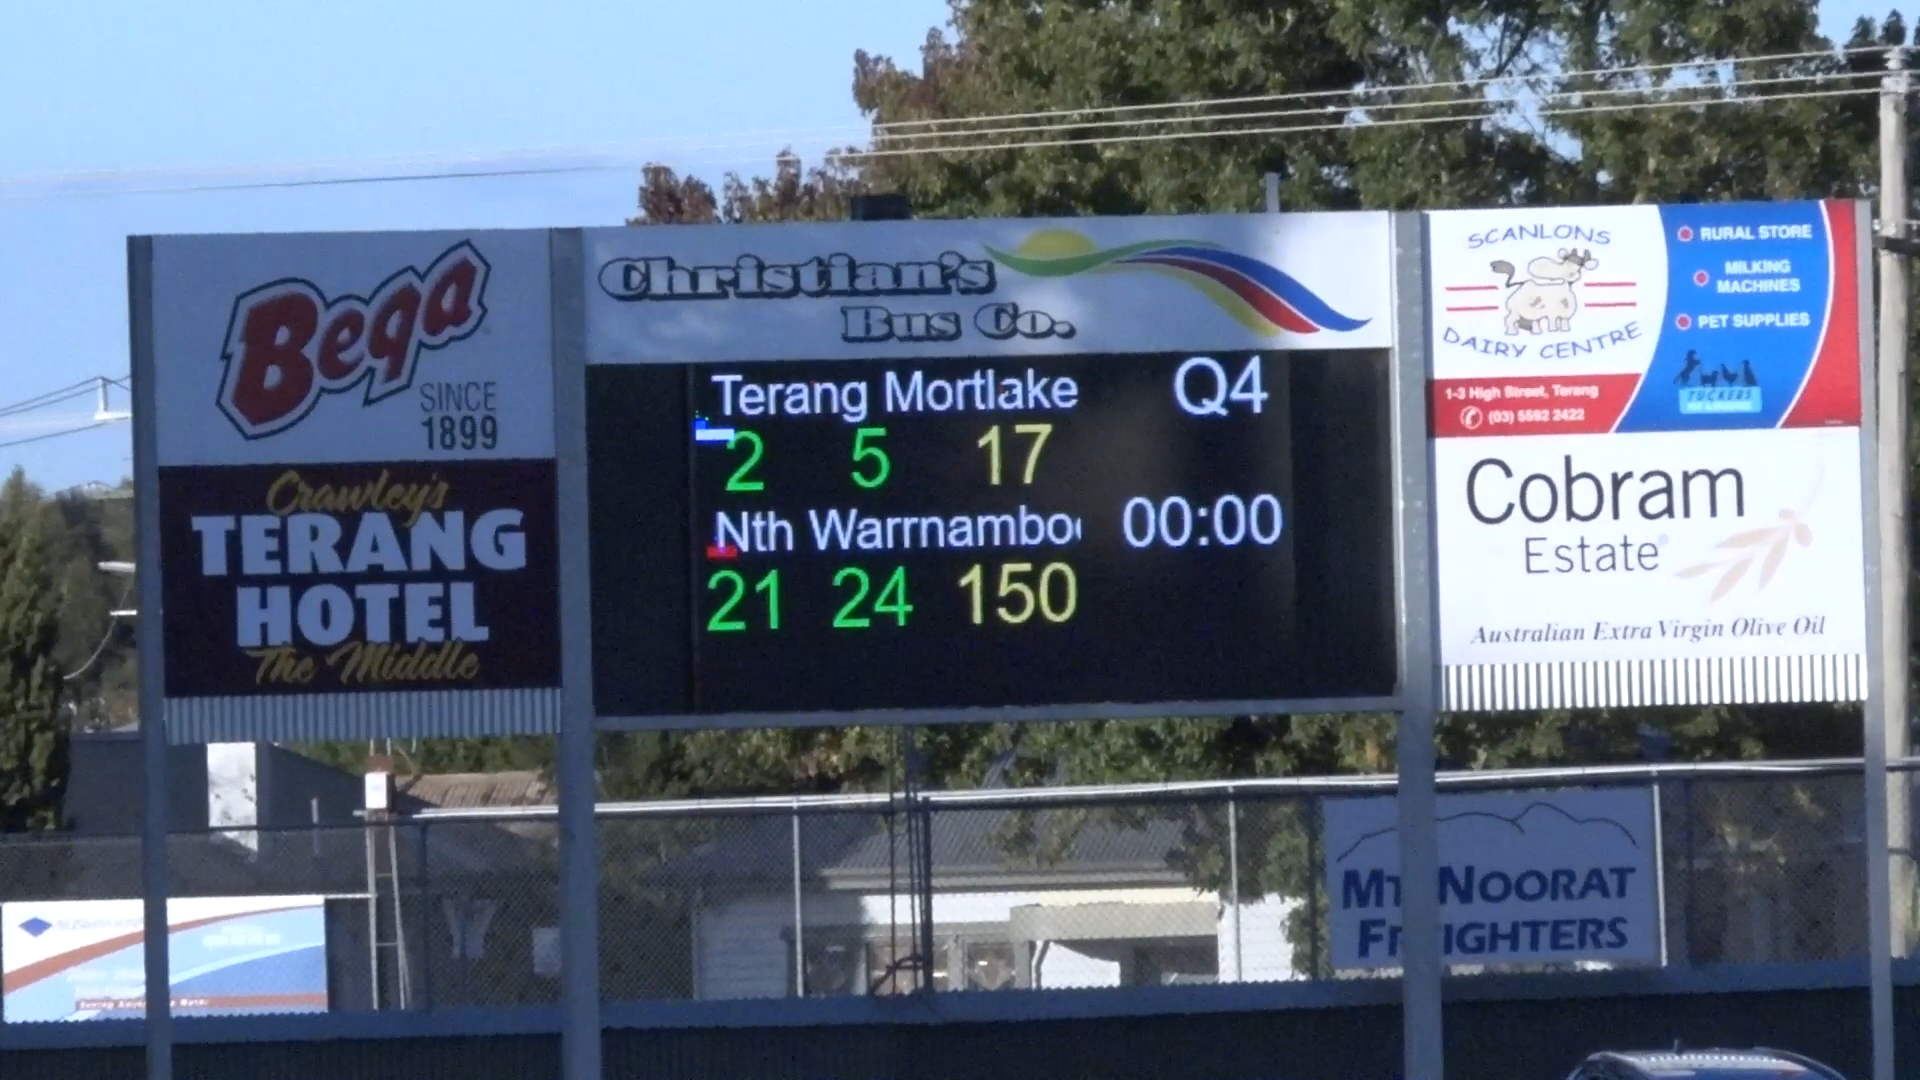 Bega
SINCE
1899
Crawley's
TERANG
HOTEL
The Middle
Christian's
Bus Co.
Terang Mortlake Q4
2 5 17
Nth Warrnambo 00:00
21 24 150
SCANLONS
DAIRY CENTRE
RURAL STORE
MILKING
MACHINES
PET SUPPLIES
TUCKERS
1-3 High Street, Terang
(03) 5592 2422
Cobram
Estate
Australian Extra Virgin Olive Oil
MT NOORAT
FREIGHTERS